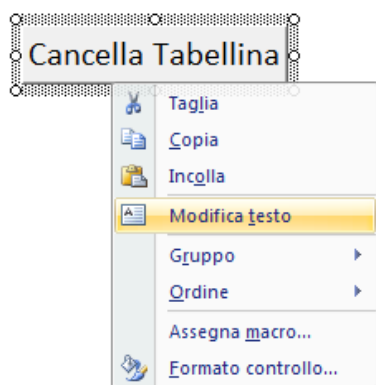 Cancella Tabellina
Taglia
Copia
Incolla
Modifica testo
Gruppo
Ordine
Assegna macro...
Formato controllo...